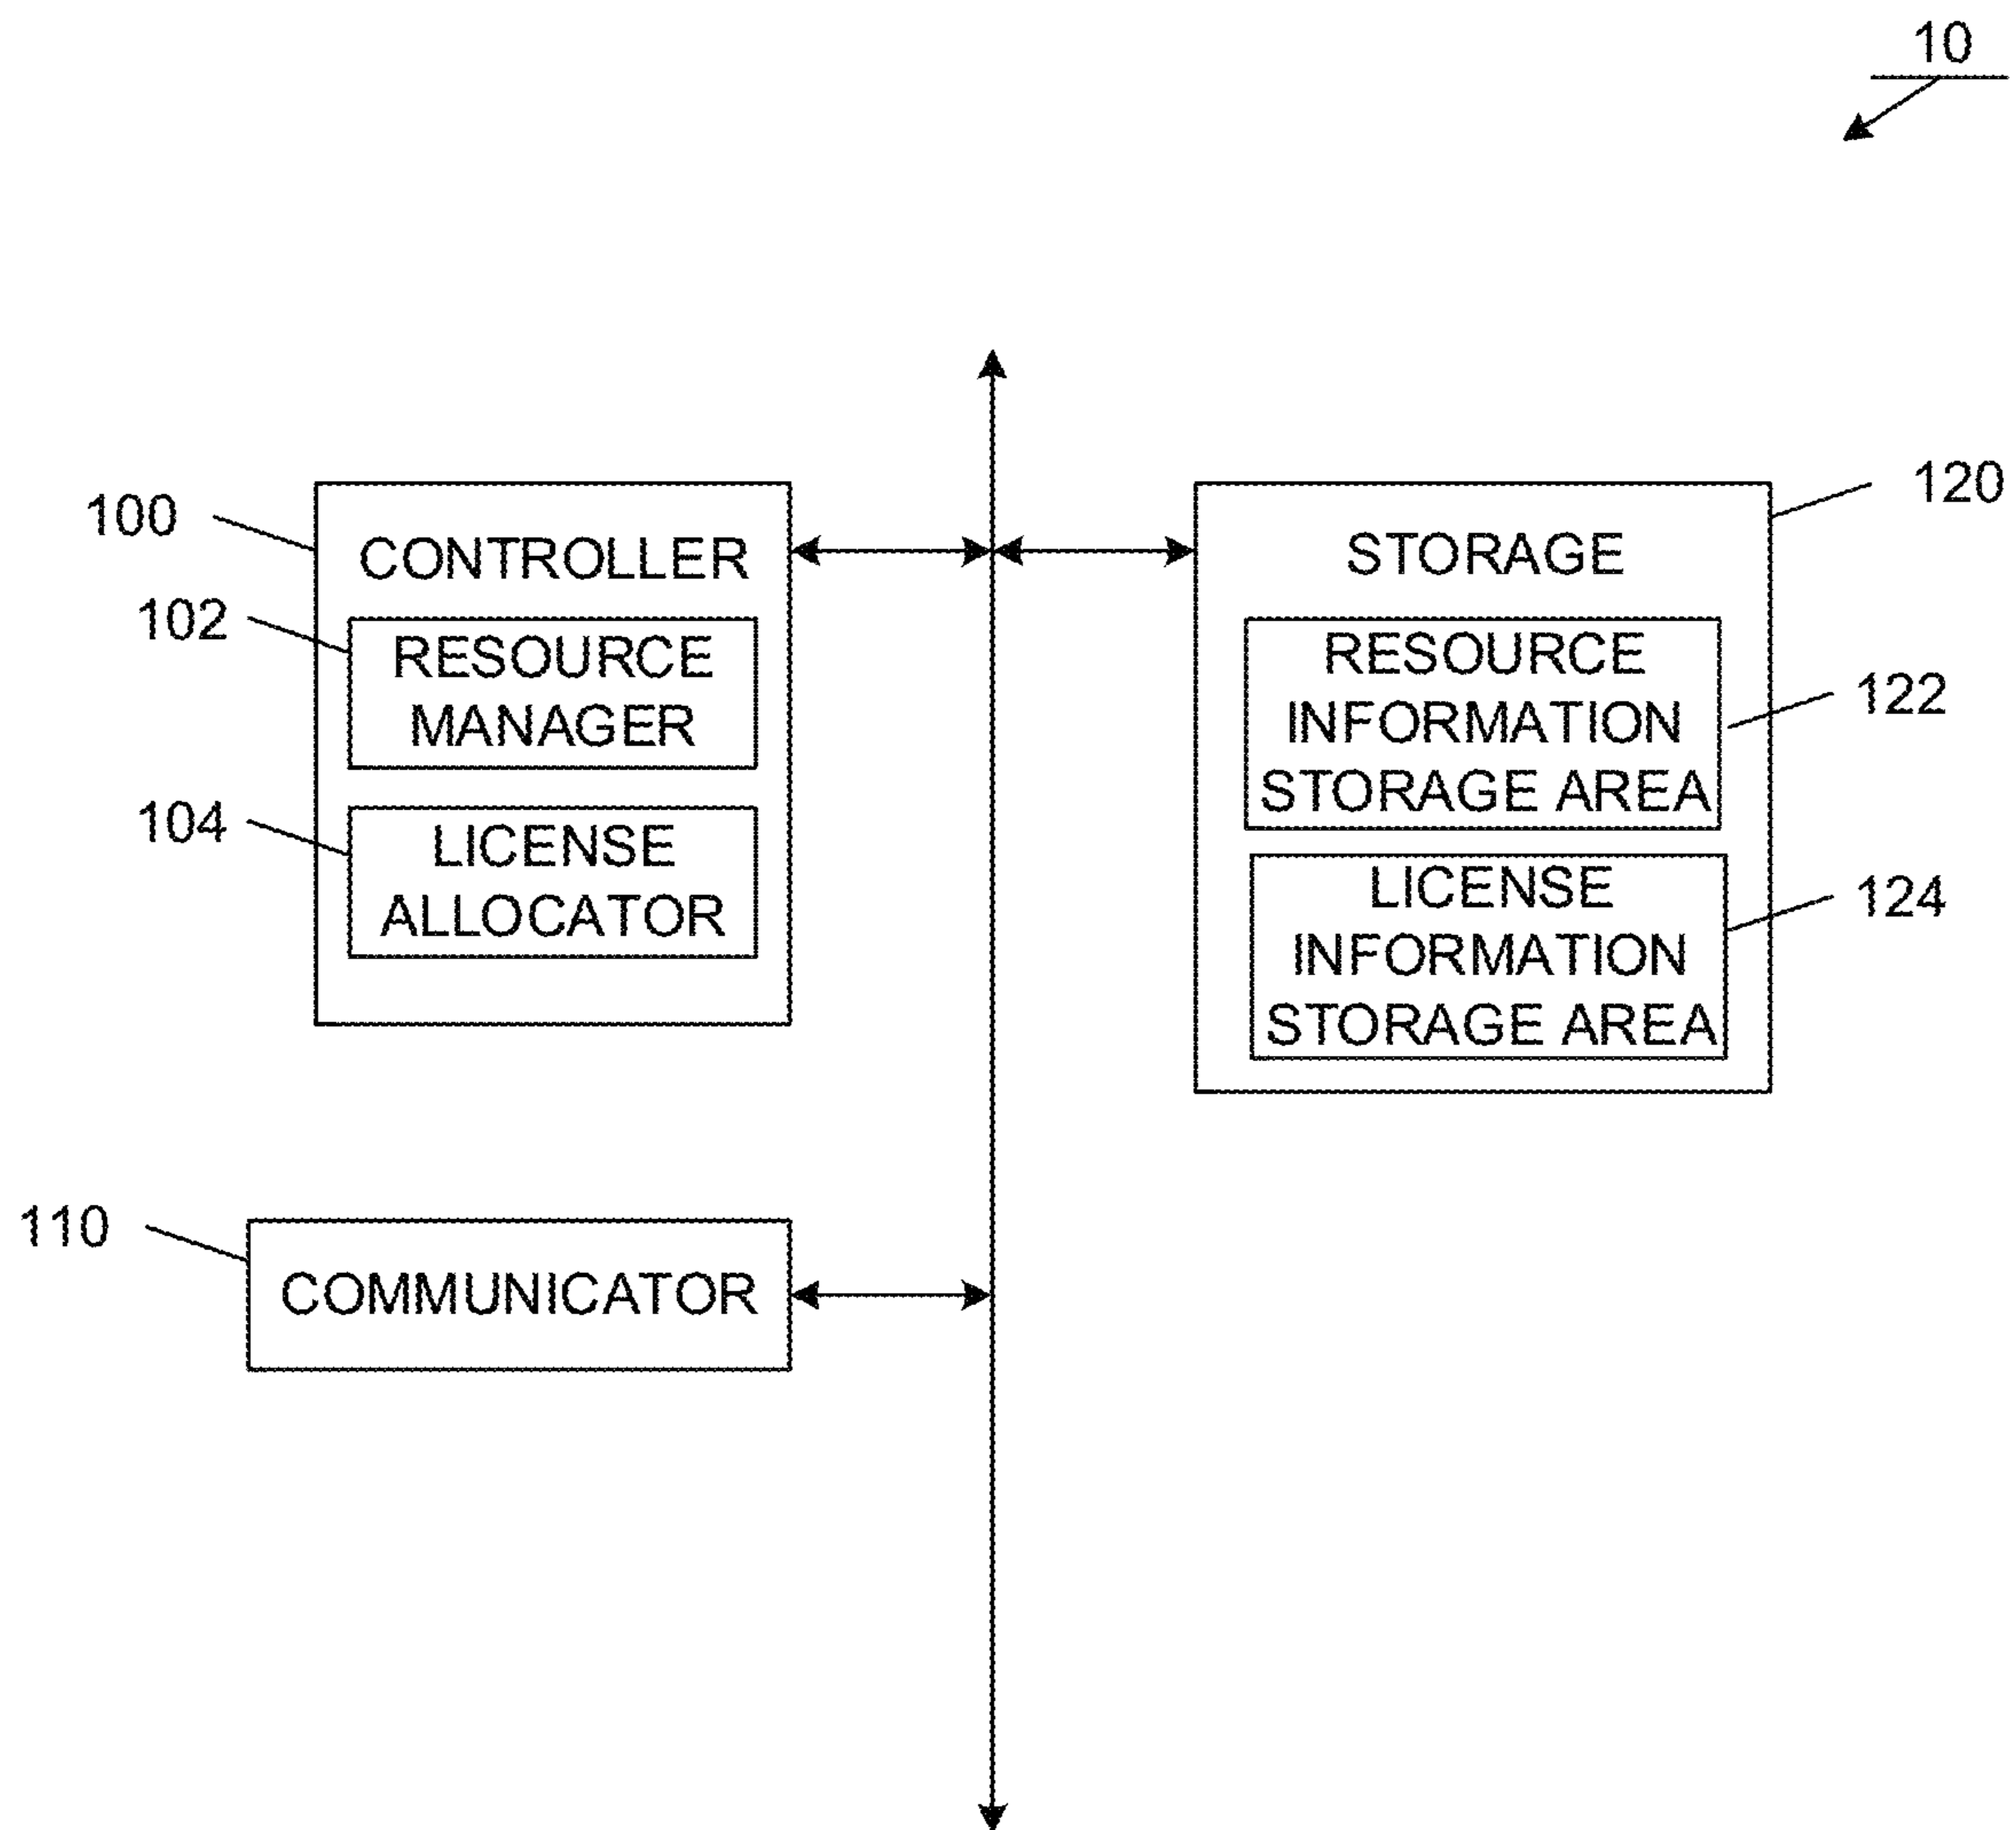 10
100
CONTROLLER
102
RESOURCE
MANAGER
104
LICENSE
ALLOCATOR
110
COMMUNICATOR
120
STORAGE
RESOURCE
INFORMATION
STORAGE AREA
122
LICENSE
INFORMATION
STORAGE AREA
124